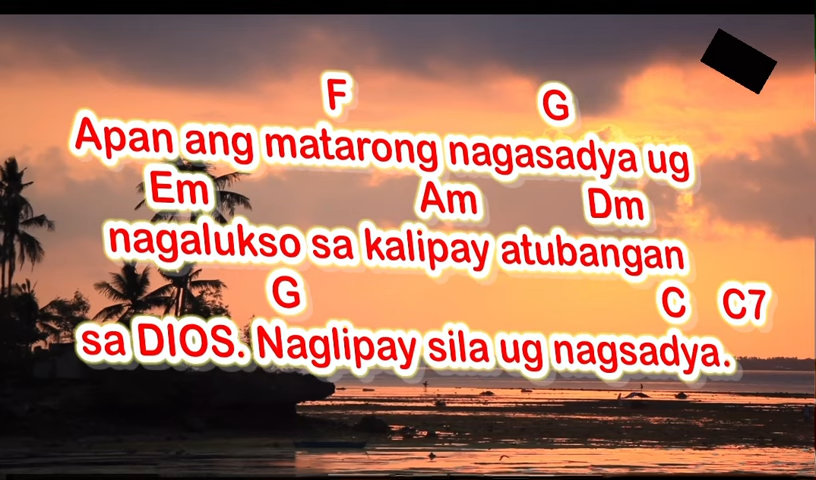 F G
Apan ang matarong nagasadya ug
Em Am Dm
nagalukso sa kalipay atubangan
G C C7
sa DIOS. Naglipay sila ug nagsadya.